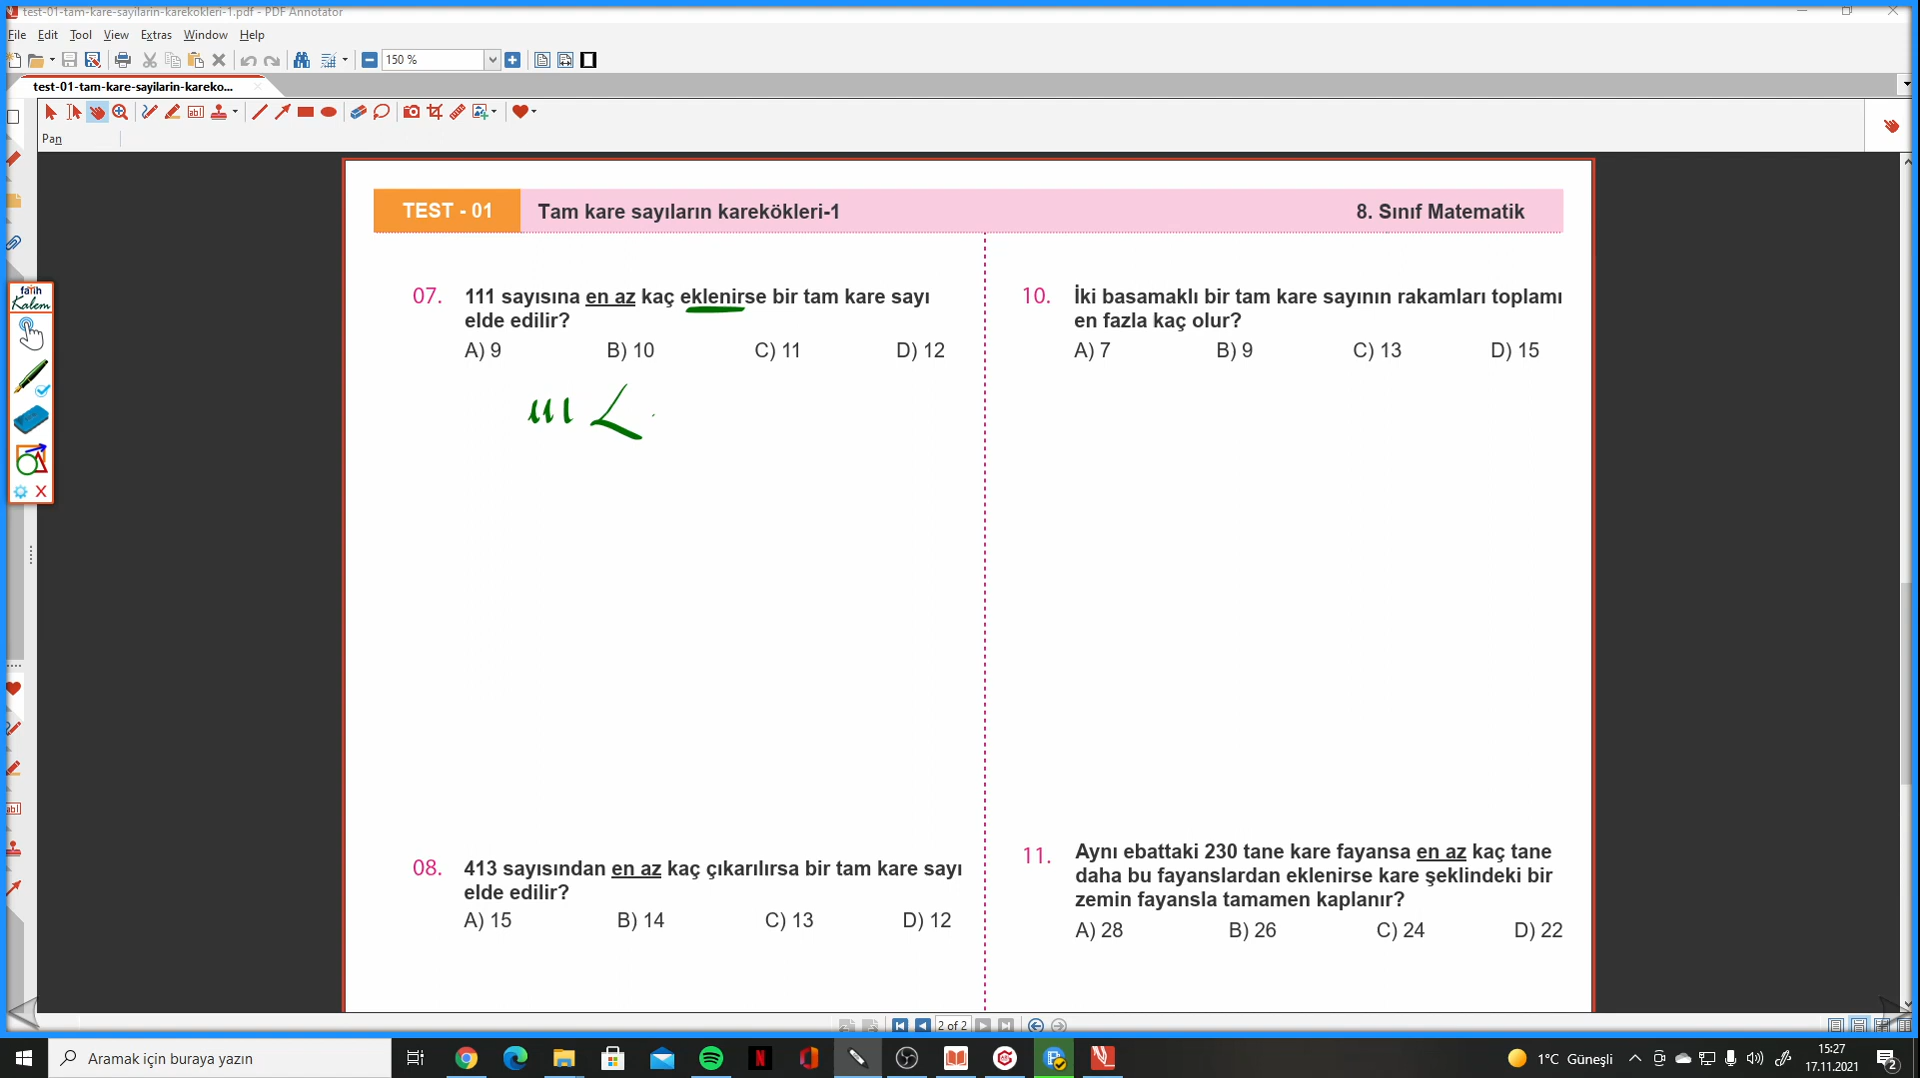 test-01-tam-kare-sayilarin-karekokleri-1.pdf - PDF Annotator
File Edit Tool View Extras Window Help
150 %
test-01-tam-kare-sayilarin-kareko...
Pan
TEST - 01
Tam kare sayıların karekökleri-1
8. Sınıf Matematik
fatih
Kalem
07. 111 sayısına en az kaç eklenirse bir tam kare sayı
elde edilir?
A) 9 B) 10 C) 11 D) 12
111 <
08. 413 sayısından en az kaç çıkarılırsa bir tam kare sayı
elde edilir?
A) 15 B) 14 C) 13 D) 12
10. İki basamaklı bir tam kare sayının rakamları toplamı
en fazla kaç olur?
A) 7 B) 9 C) 13 D) 15
11. Aynı ebattaki 230 tane kare fayansa en az kaç tane
daha bu fayanslardan eklenirse kare şeklindeki bir
zemin fayansla tamamen kaplanır?
A) 28 B) 26 C) 24 D) 22
2 of 2
Aramak için buraya yazın
1°C Güneşli
15:27
17.11.2021
2